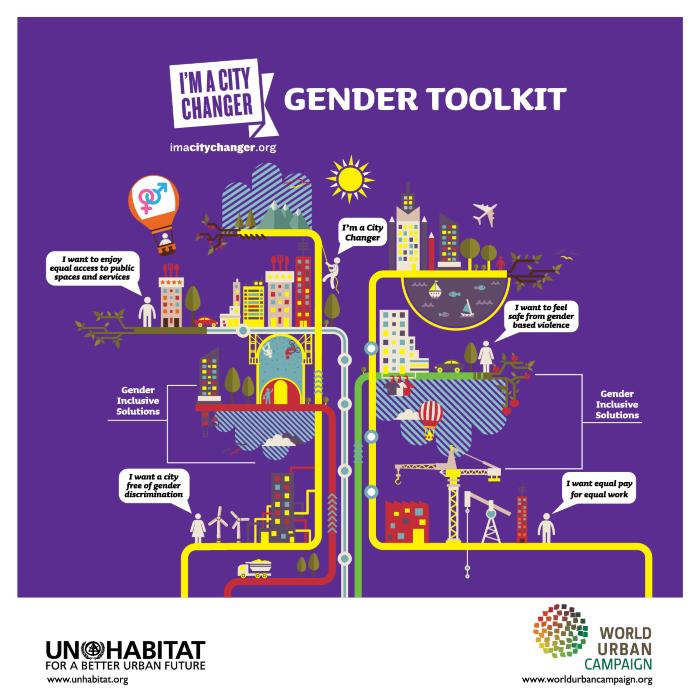 I'M A CITY
CHANGER
GENDER TOOLKIT
imacitychanger.org
I'm a City
Changer
I want to enjoy
equal access to public
spaces and services
I want to feel
safe from gender
based violence
Gender
Inclusive
Solutions
Gender
Inclusive
Solutions
I want a city
free of gender
discrimination
I want equal pay
for equal work
UN HABITAT
FOR A BETTER URBAN FUTURE
www.unhabitat.org
WORLD
URBAN
CAMPAIGN
www.worldurbancampaign.org